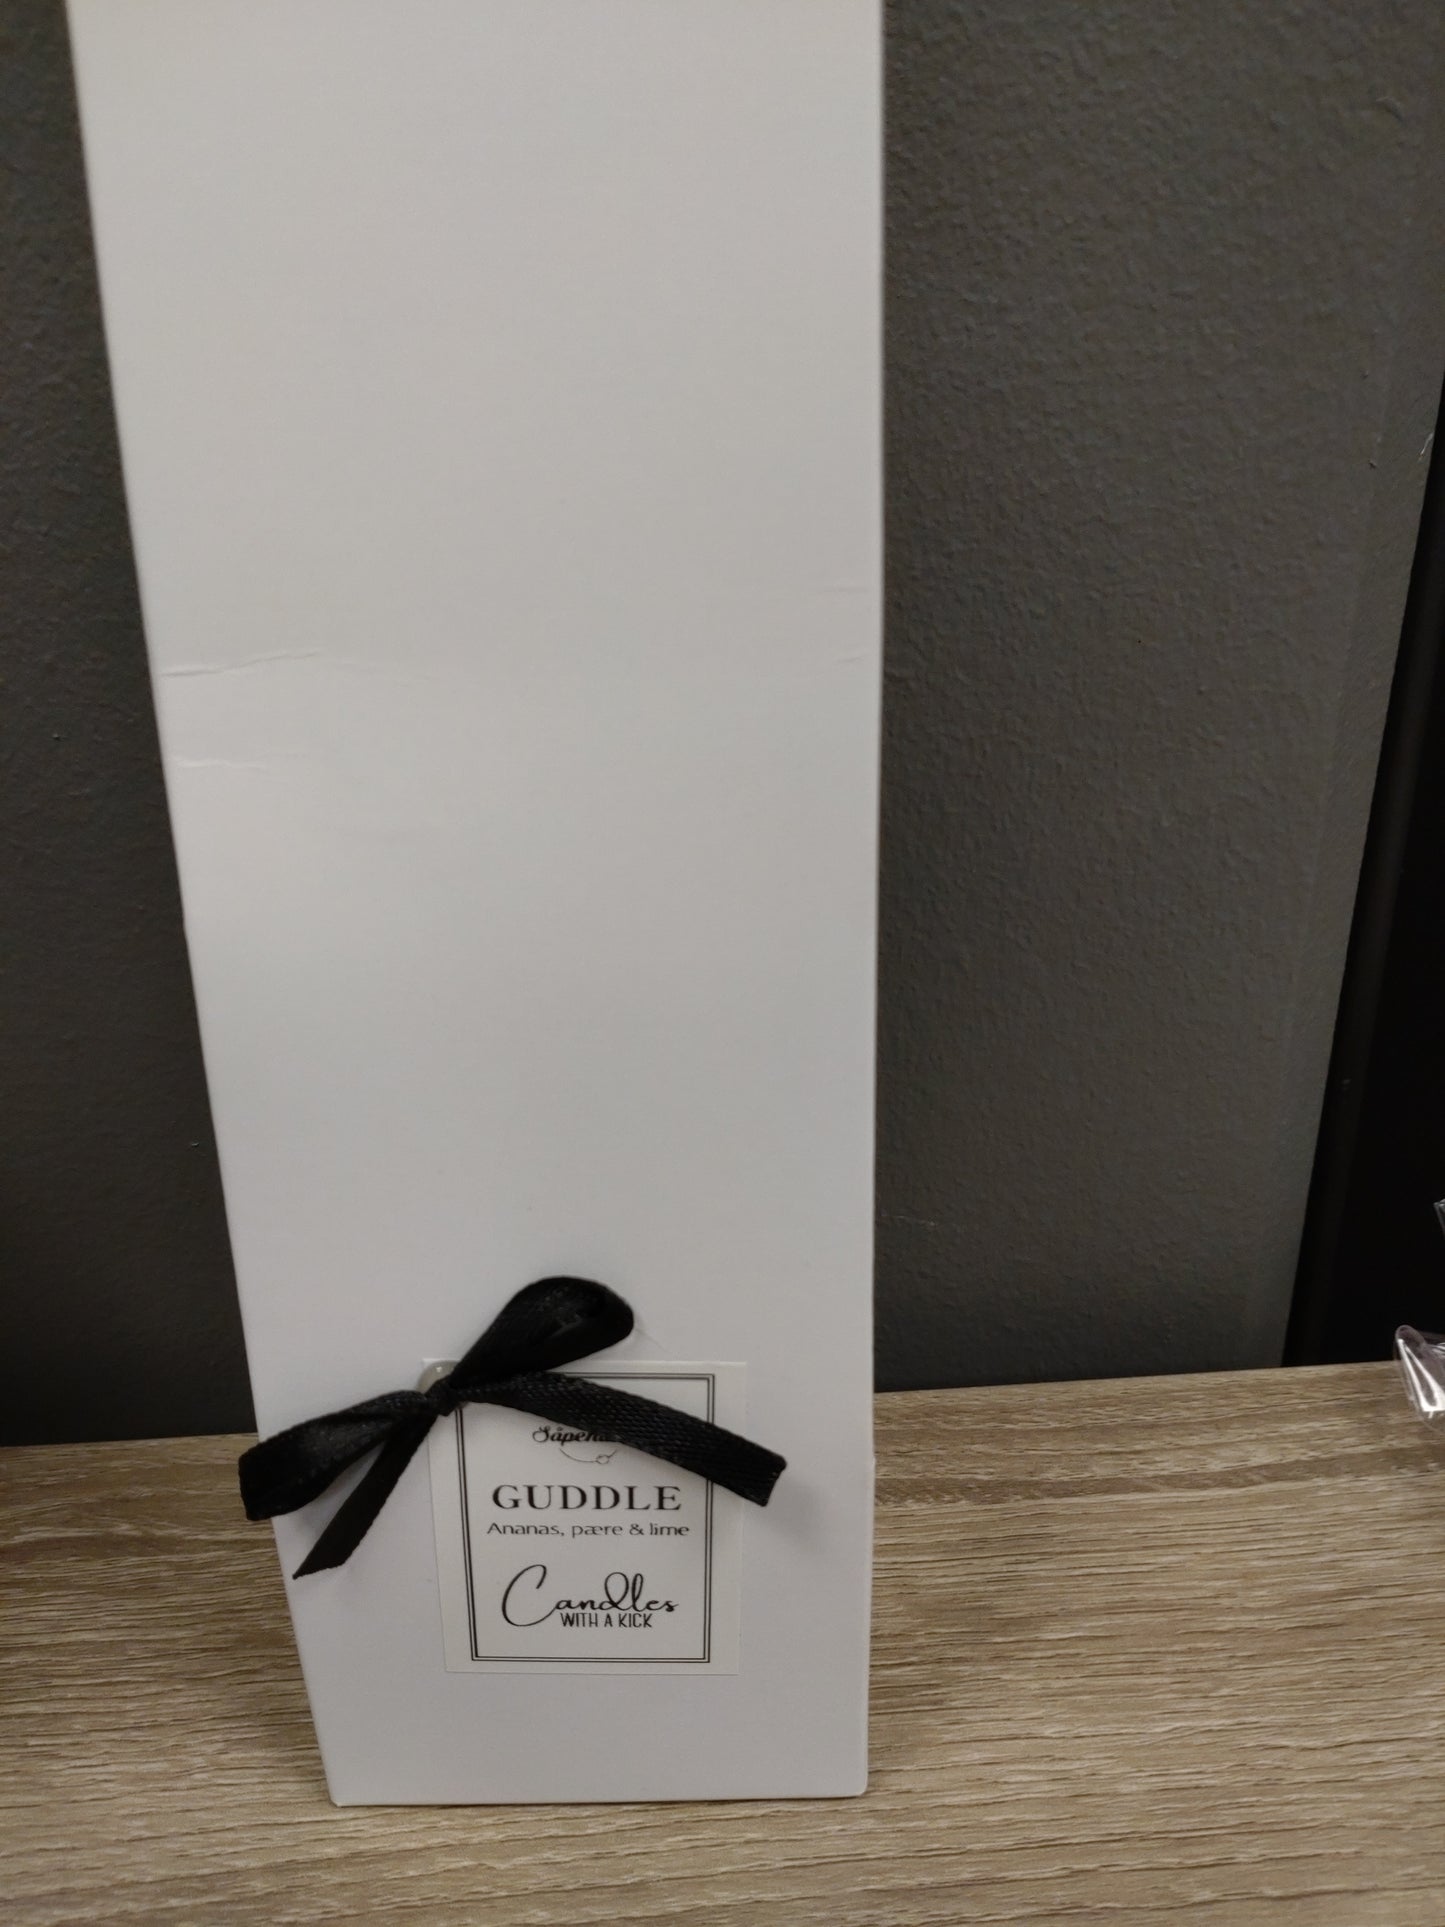 GUDDLE
Ananas, pære & lime
Candles
WITH A KICK